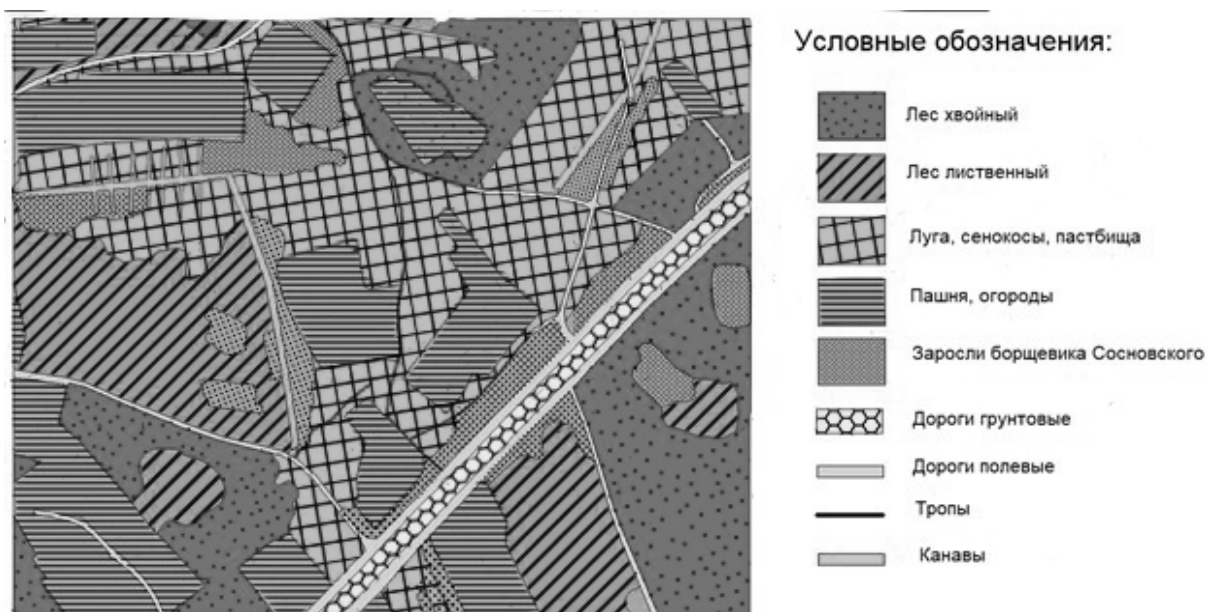 Условные обозначения:
Лес хвойный
Лес лиственный
Луга, сенокосы, пастбища
Пашня, огороды
Заросли борщевика Сосновского
Дороги грунтовые
Дороги полевые
Тропы
Канавы